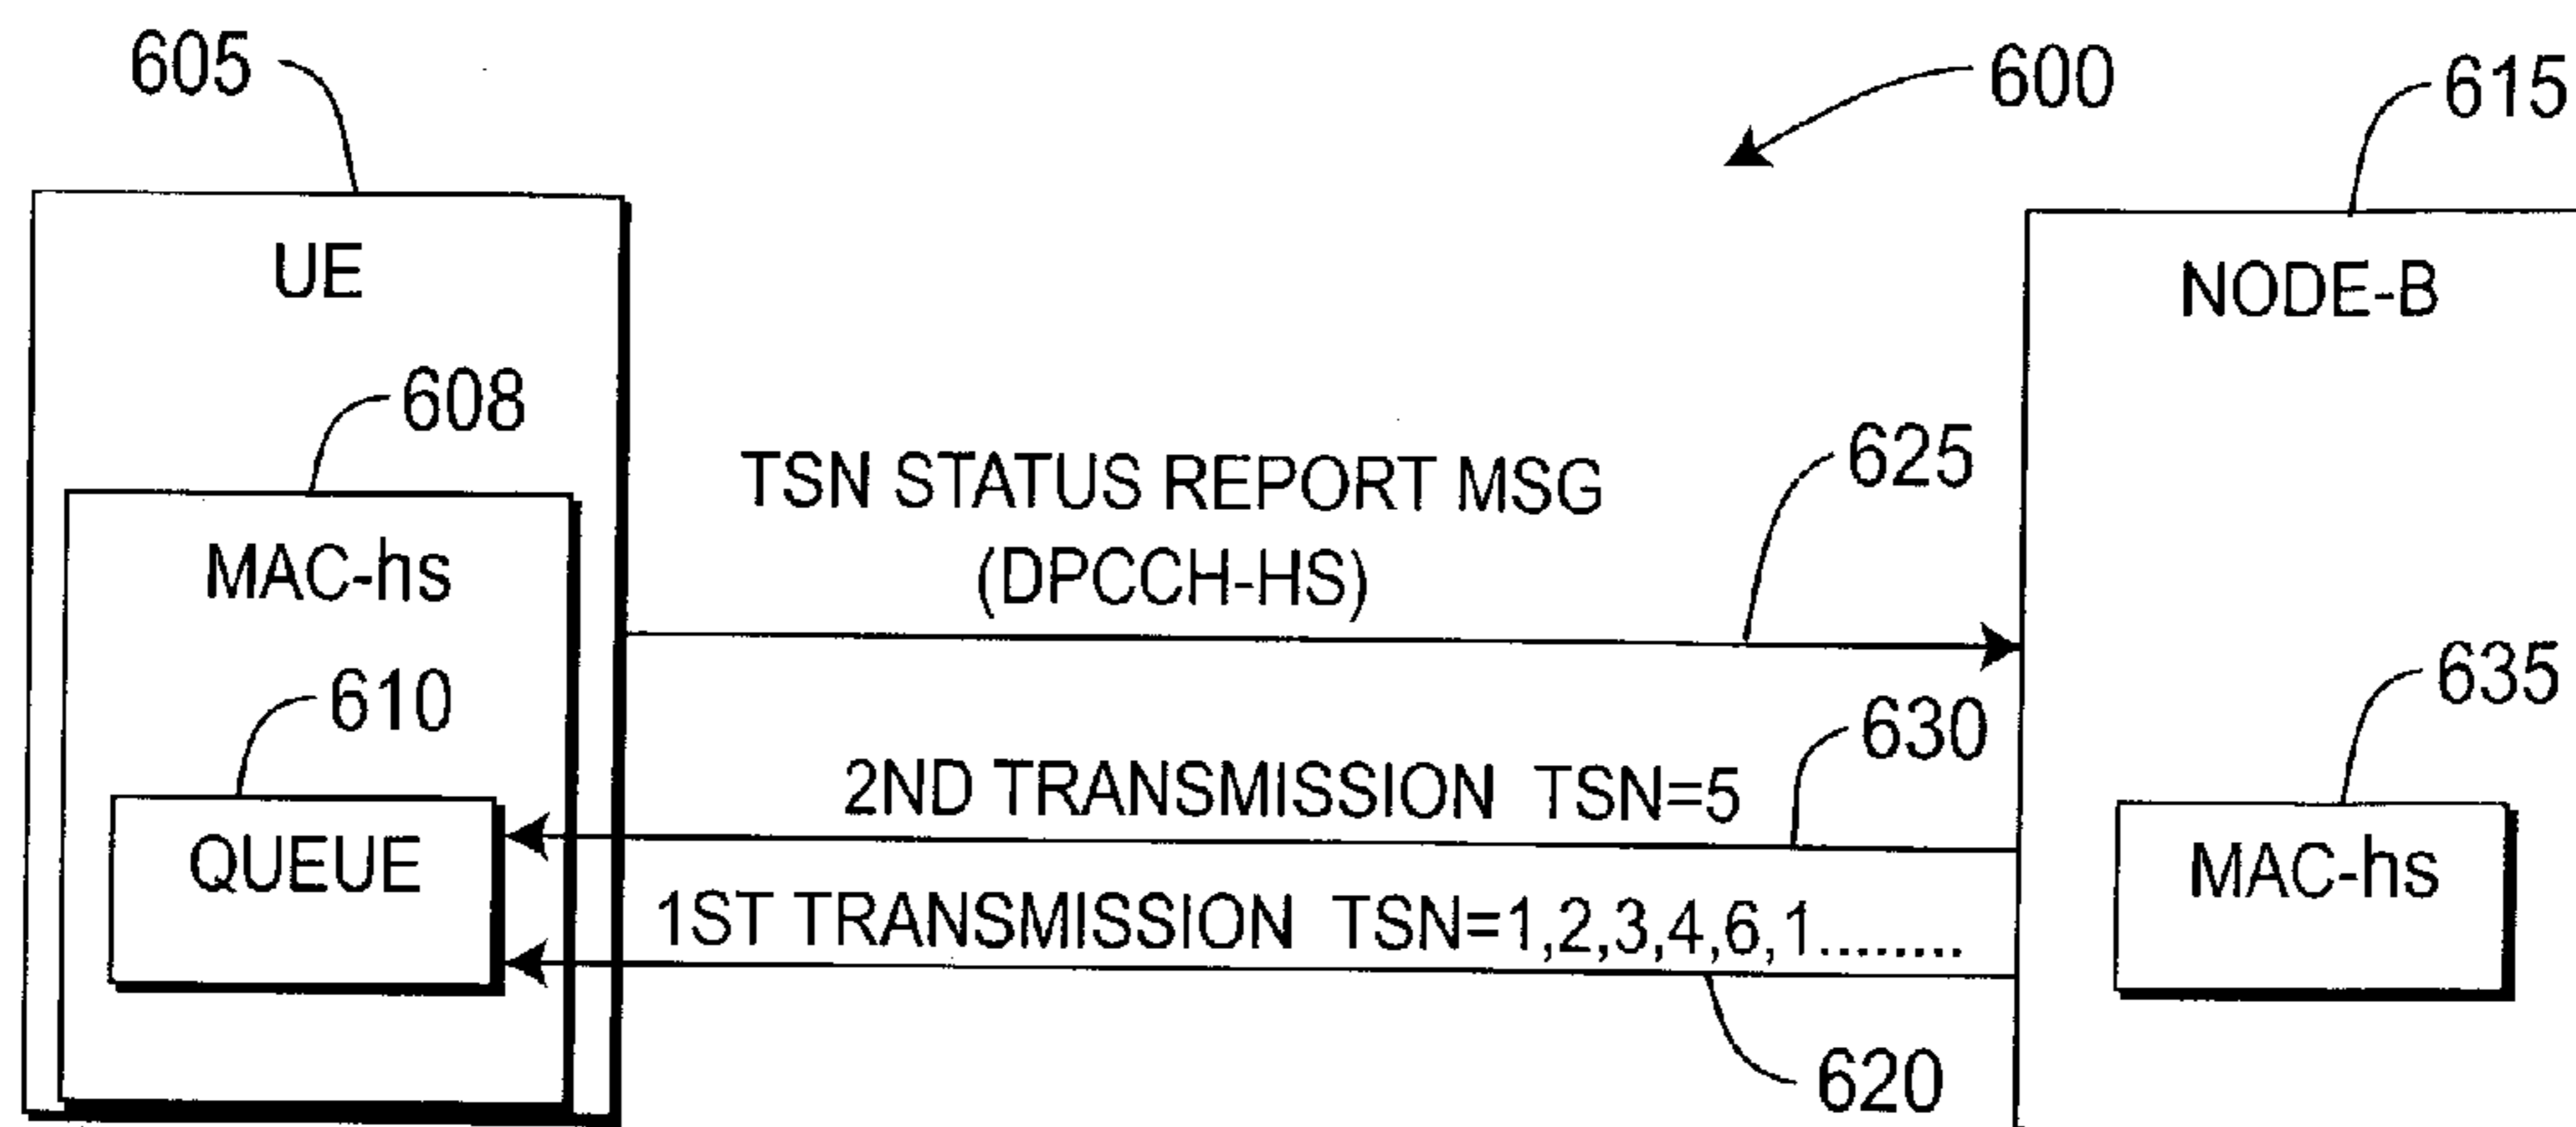 605
600
615
UE
NODE-B
608
MAC-hs
TSN STATUS REPORT MSG
(DPCCH-HS)
625
610
QUEUE
2ND TRANSMISSION TSN=5
630
635
MAC-hs
1ST TRANSMISSION TSN=1,2,3,4,6,1........
620